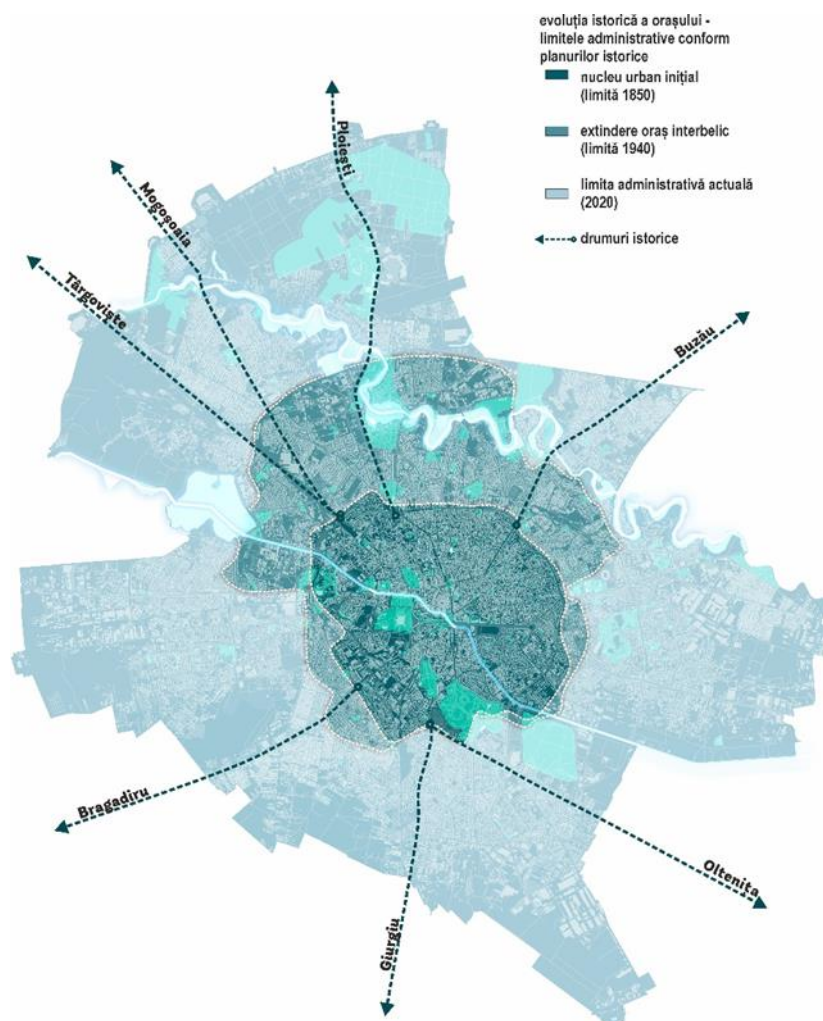 evoluția istorică a orașului -
limitele administrative conform
planurilor istorice
nucleu urban inițial
(limită 1850)
extindere oraș interbelic
(limită 1940)
limita administrativă actuală
(2020)
drumuri istorice
Ploiești
Mogoșoaia
Târgoviște
Buzău
Bragadiru
Giurgiu
Oltenița